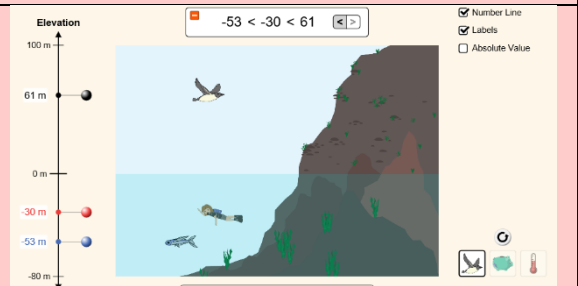 Elevation
-53 < -30 < 61
< >
Number Line
Labels
Absolute Value
100 m
61 m
0 m
-30 m
-53 m
-80 m